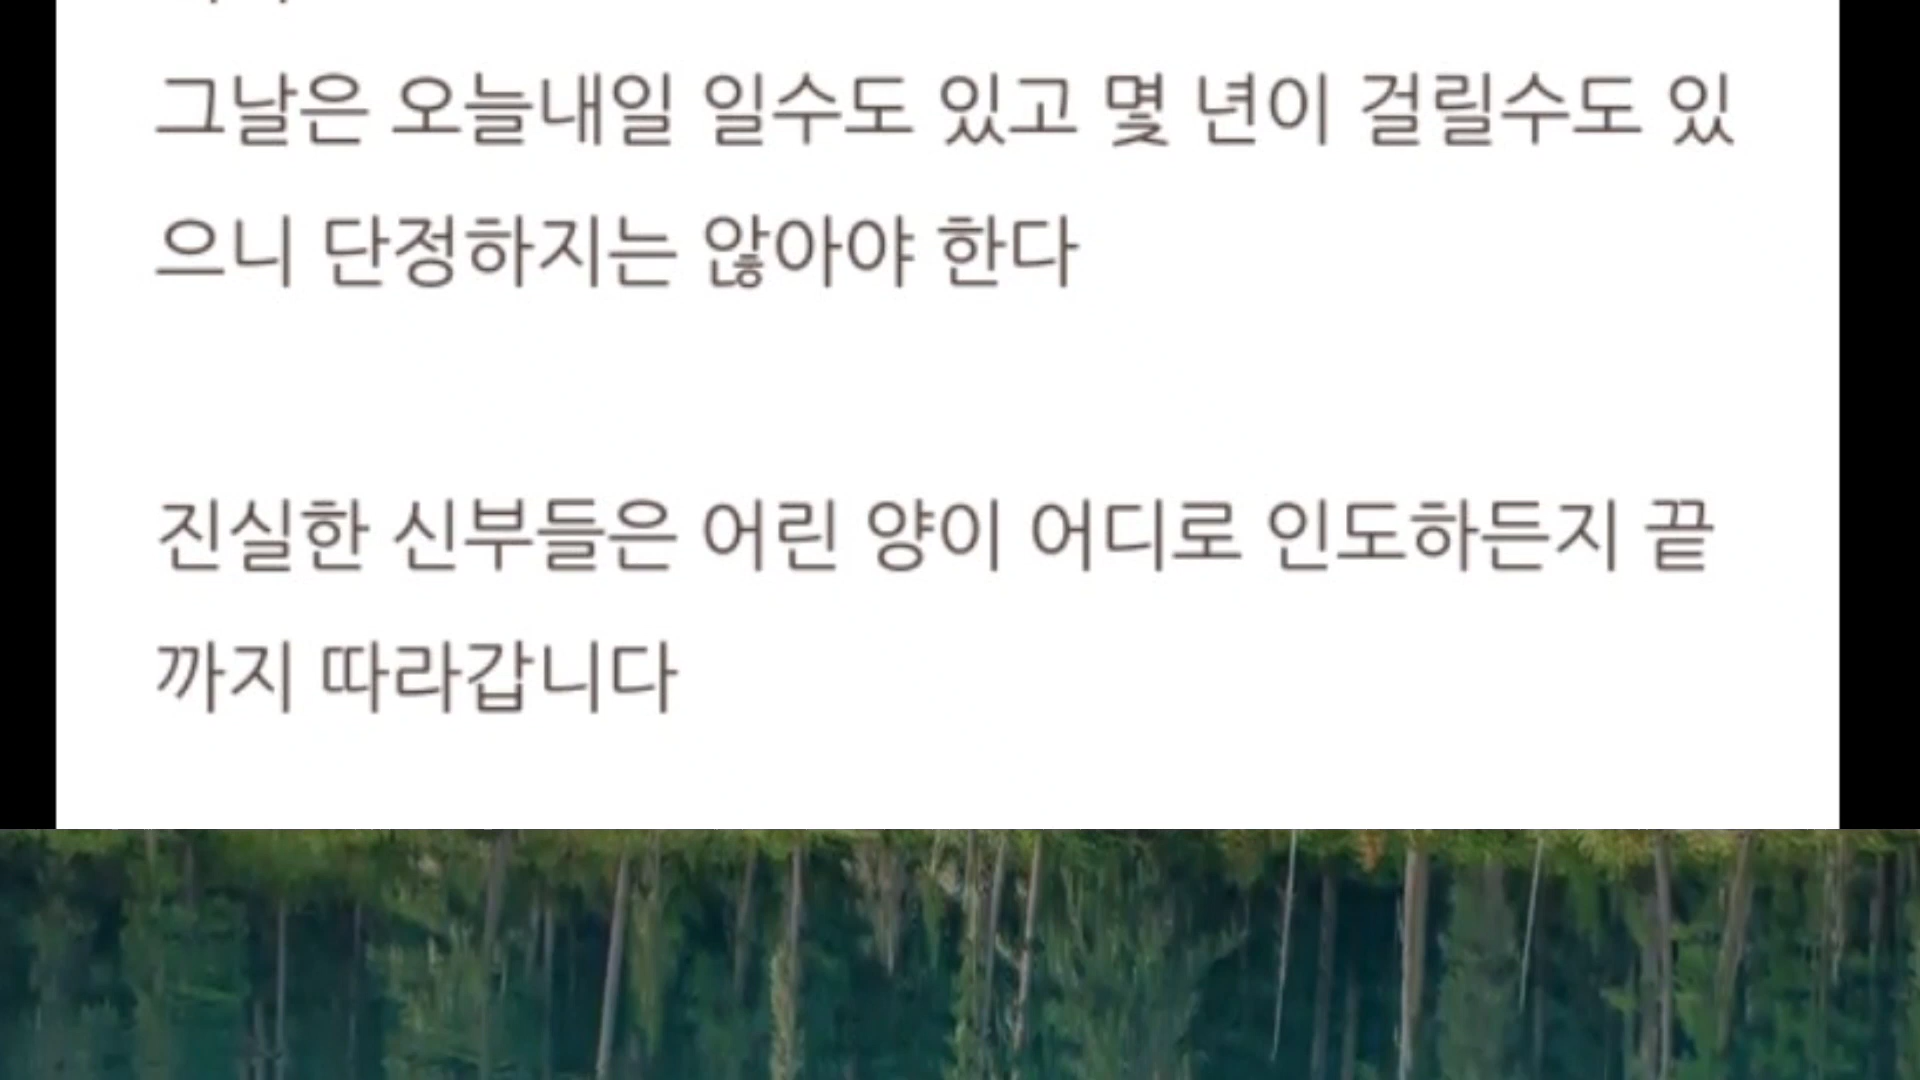 그날은 오늘내일 일수도 있고 몇 년이 걸릴수도 있
으니 단정하지는 않아야 한다
진실한 신부들은 어린 양이 어디로 인도하든지 끝
까지 따라갑니다